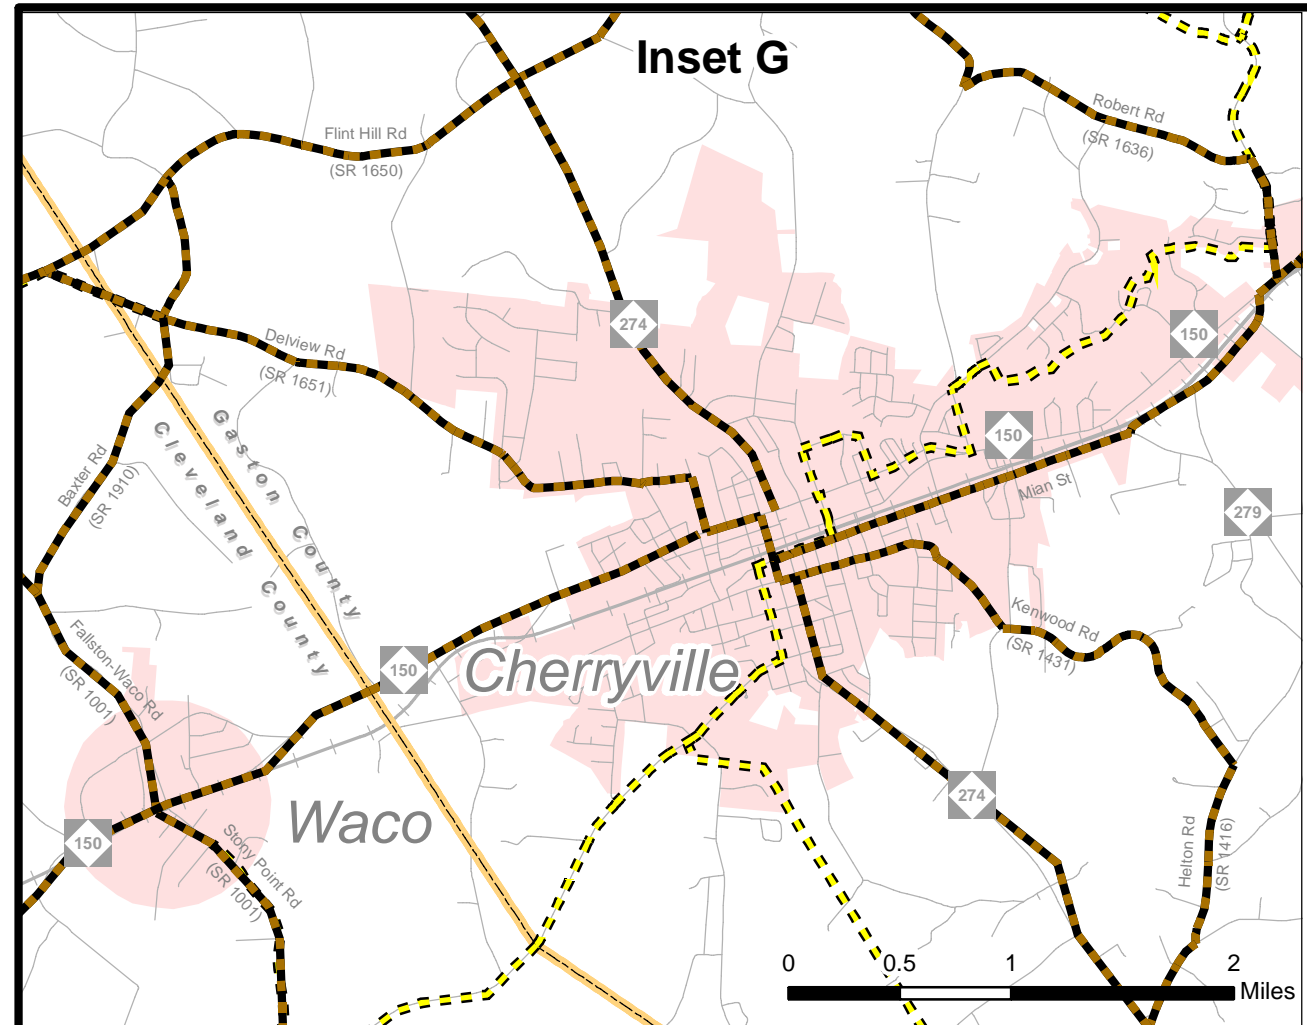 Inset G
Robert Rd
(SR 1636)
Flint Hill Rd
(SR 1650)
274
150
Delview Rd
(SR 1651)
Gaston County
Cleveland County
150
Baxter Rd
(SR 1910)
Mian St
279
Kenwood Rd
(SR 1431)
Fallston-Waco Rd
(SR 1001)
150
Cherryville
274
Waco
150
Stony Point Rd
(SR 1001)
Helton Rd
(SR 1416)
0 0.5 1 2
Miles